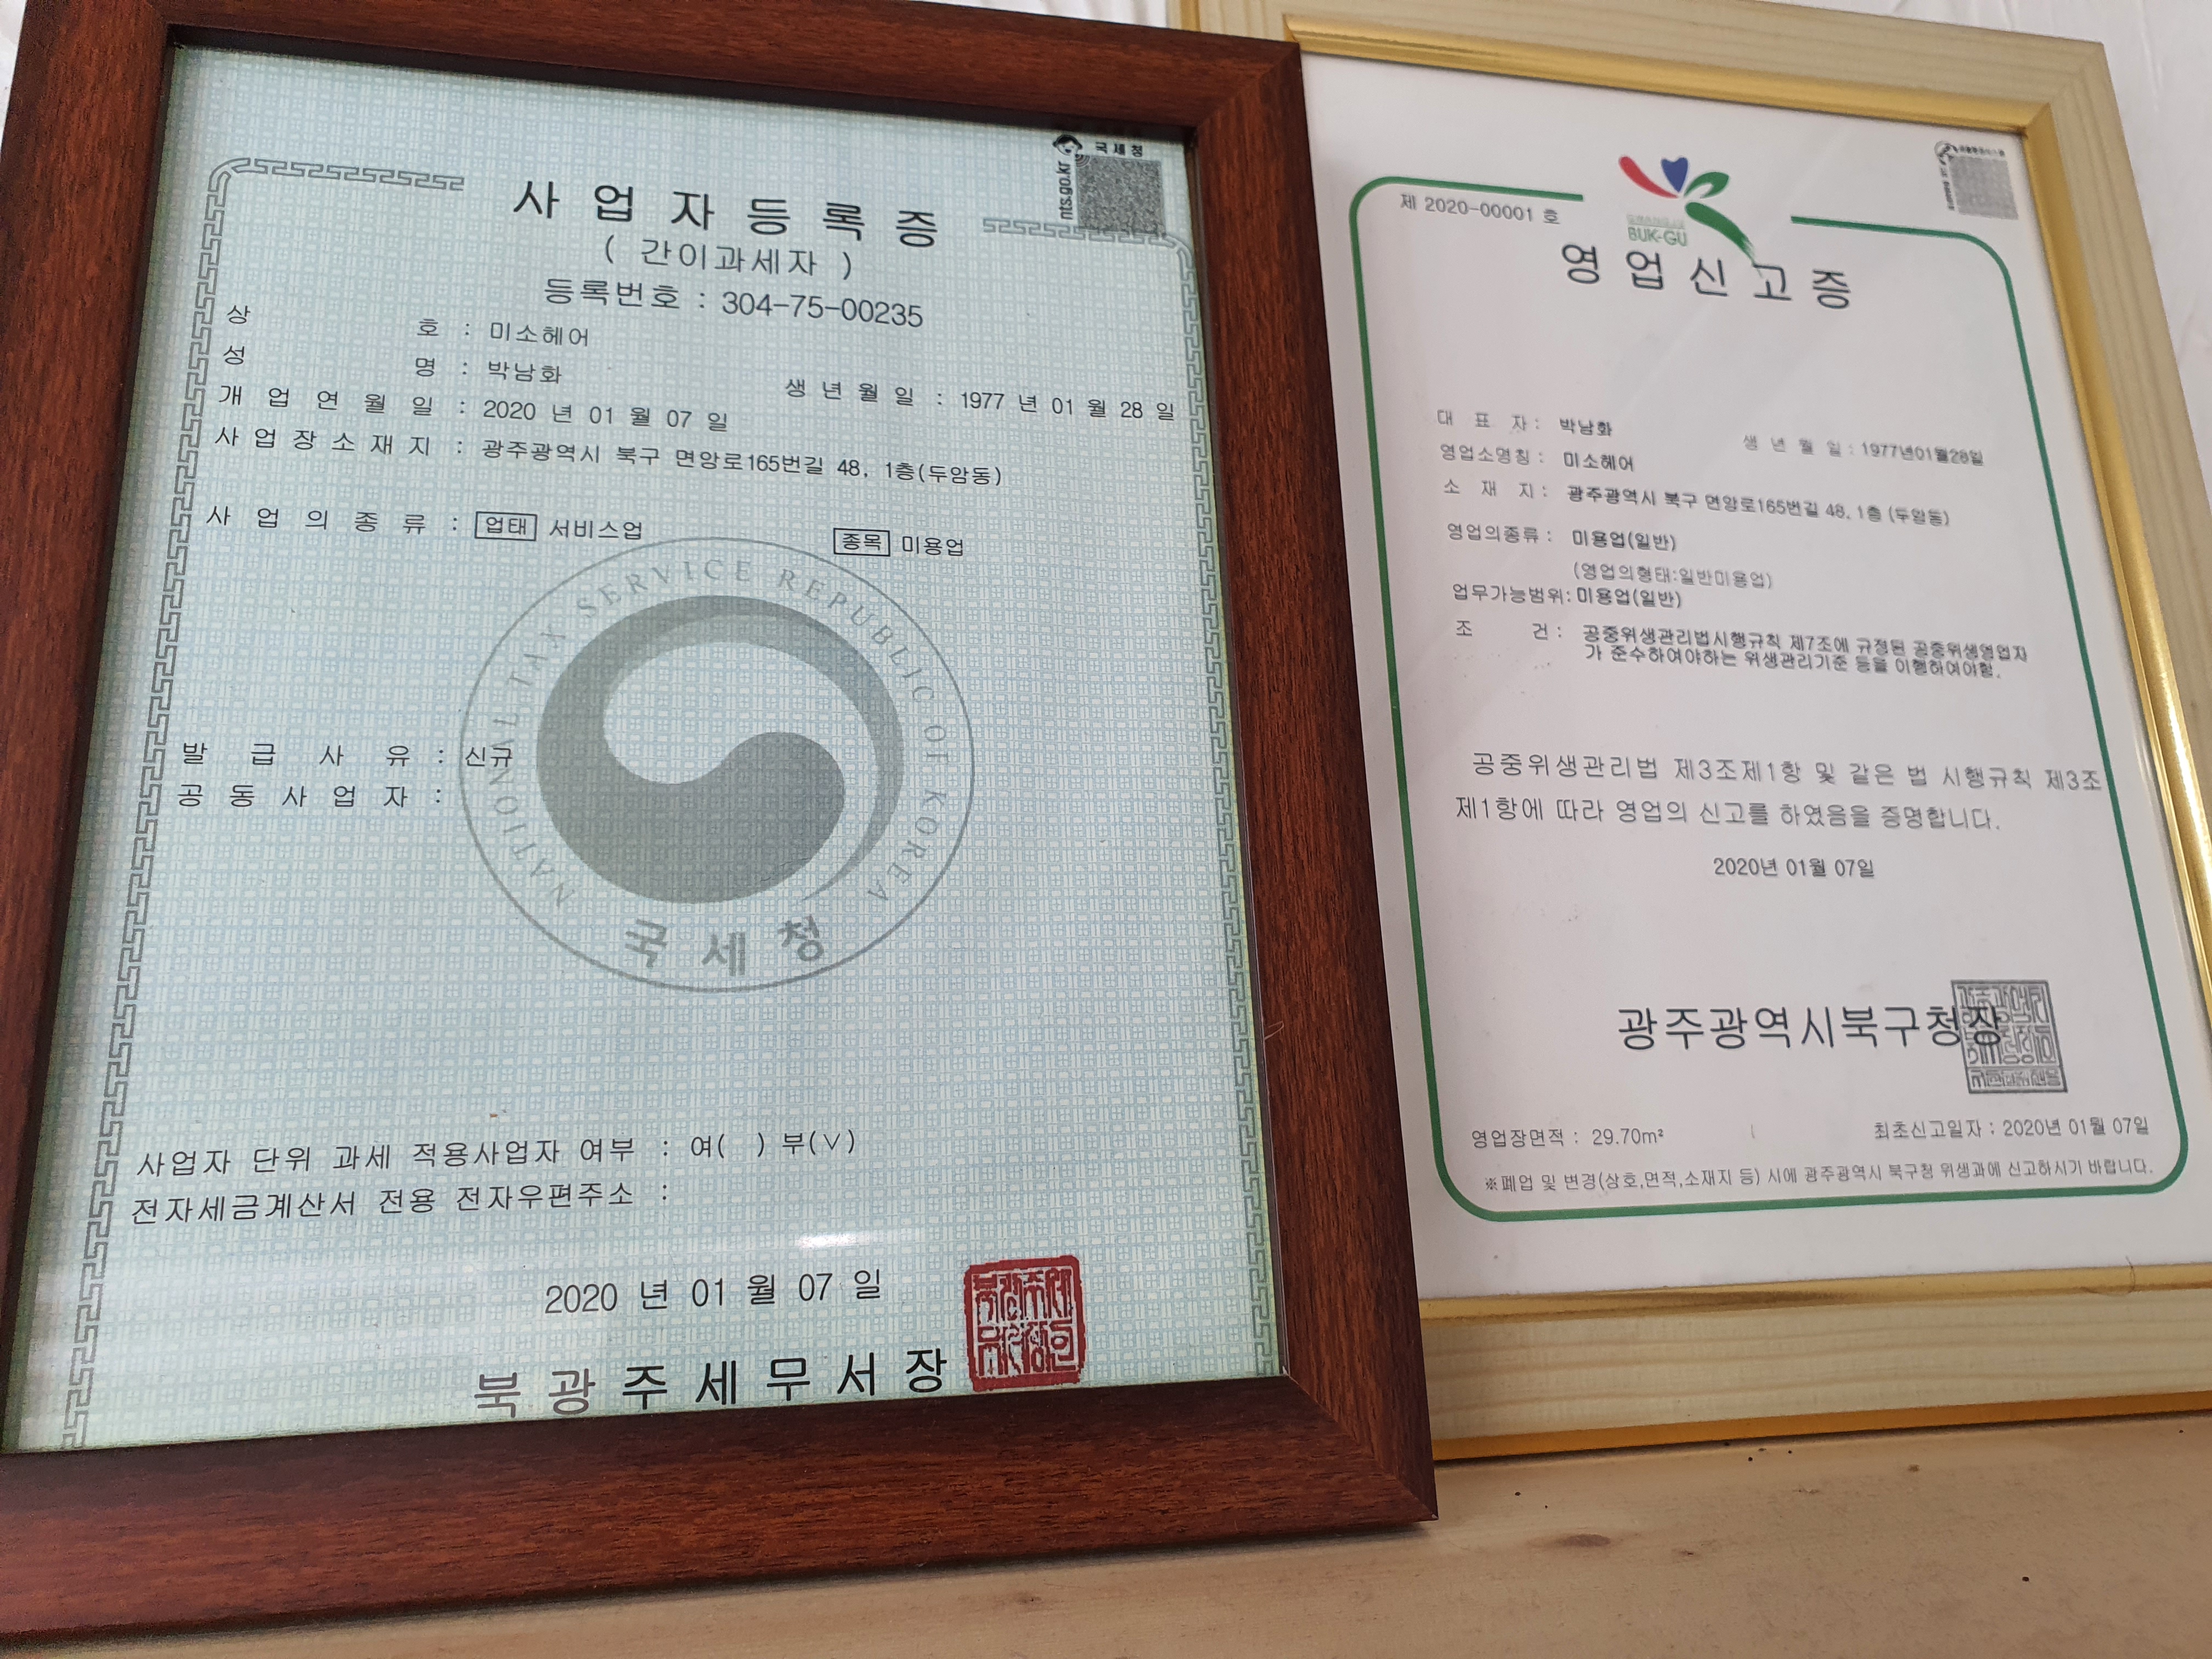 국세청
nts.go.kr
사업자등록증
( 간이과세자 )
등록번호 : 304-75-00235
상 호 : 미소헤어
성 명 : 박남화 생년월일 : 1977 년 01 월 28 일
개업연월일 : 2020 년 01 월 07 일
사업장소재지 : 광주광역시 북구 면앙로165번길 48, 1층(두암동)
사업의종류 : 업태 서비스업 종목 미용업
발급사유 : 신규
공동사업자 :
NATIONAL TAX SERVICE REPUBLIC OF KOREA
국세청
사업자 단위 과세 적용사업자 여부 : 여( ) 부(∨)
전자세금계산서 전용 전자우편주소 :
2020 년 01 월 07 일
북광주세무서장
제 2020-00001 호
BUK-GU
영업신고증
대 표 자 : 박남화 생년월일 : 1977년01월28일
영업소명칭 : 미소헤어
소 재 지 : 광주광역시 북구 면앙로165번길 48, 1층 (두암동)
영업의종류 : 미용업(일반)
(영업의형태:일반미용업)
업무가능범위: 미용업(일반)
조 건 : 공중위생관리법시행규칙 제7조에 규정된 공중위생영업자
가 준수하여야하는 위생관리기준 등을 이행하여야함.
공중위생관리법 제3조제1항 및 같은 법 시행규칙 제3조
제1항에 따라 영업의 신고를 하였음을 증명합니다.
2020년 01월 07일
광주광역시북구청장
영업장면적 : 29.70m²
최초신고일자 : 2020년 01월 07일
※폐업 및 변경(상호,면적,소재지 등) 시에 광주광역시 북구청 위생과에 신고하시기 바랍니다.